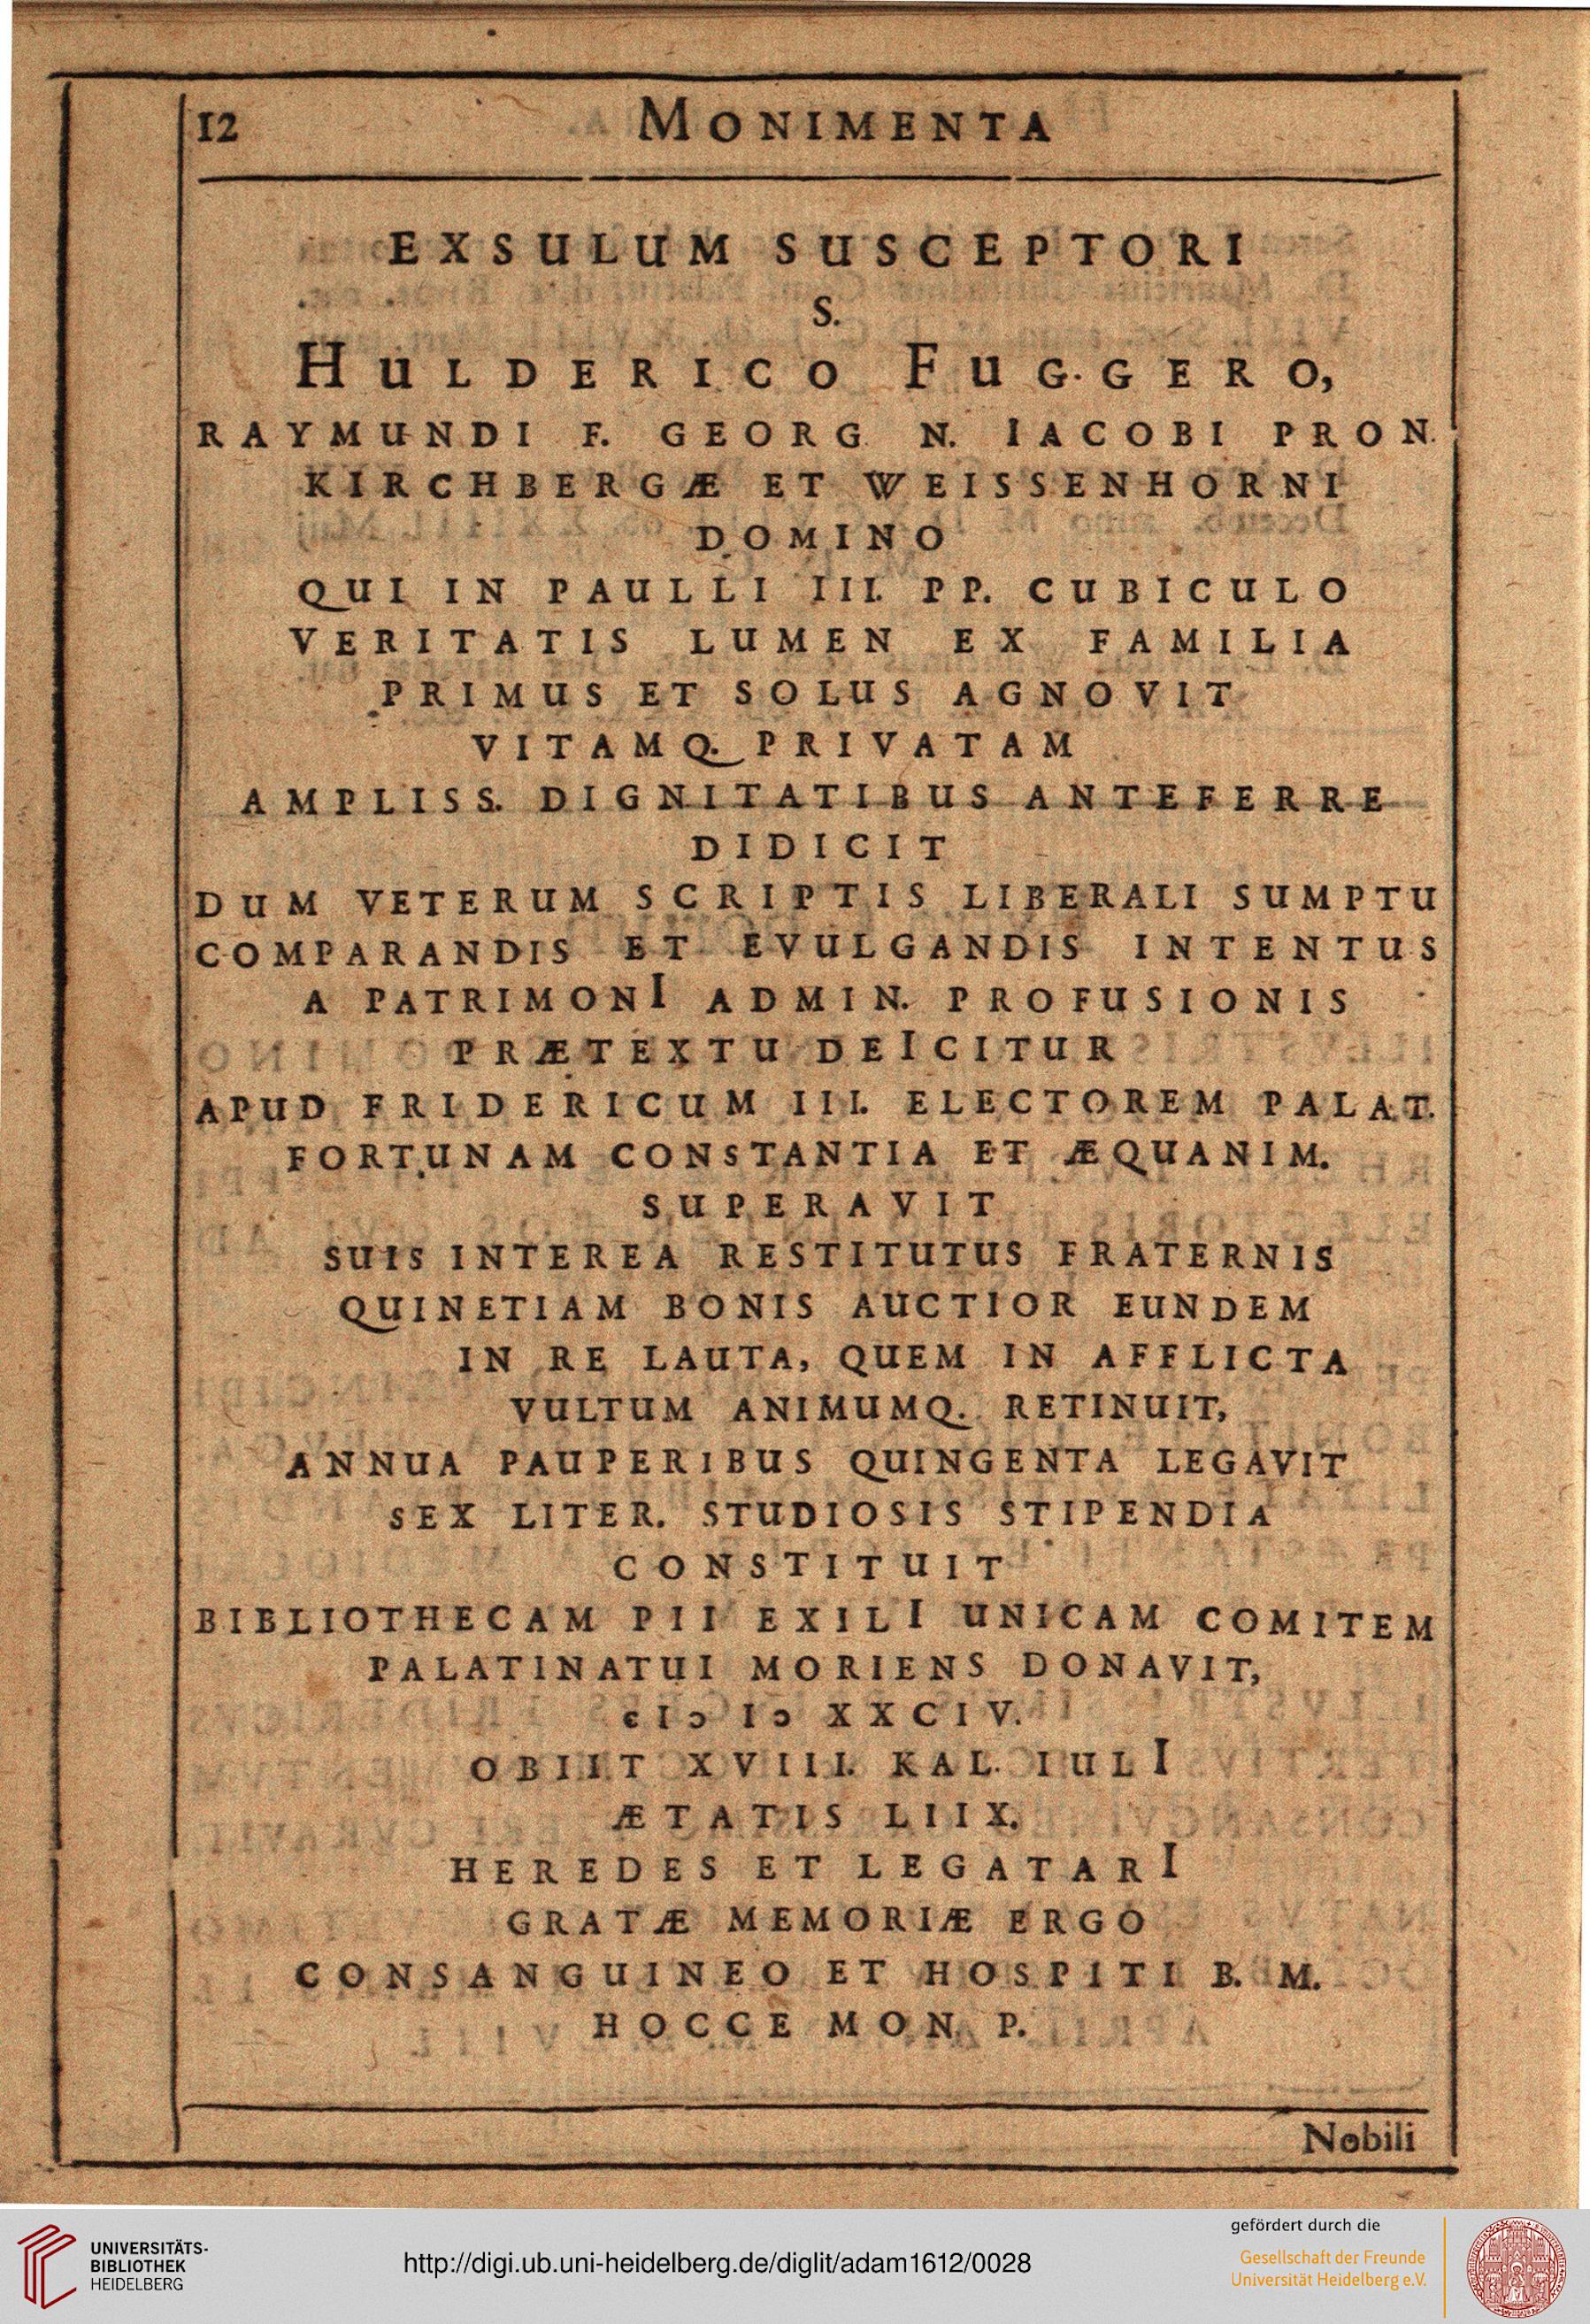 12 MONIMENTA
EXSULUM SUSCEPTORI
S.
HULDERICO FUG·GERO,
RAYMUNDI F. GEORG. N. IACOBI PRON.
KIRCHBERGÆ ET WEISSENHORNI
DOMINO
QUI IN PAULLI III. PP. CUBICULO
VERITATIS LUMEN EX FAMILIA
PRIMUS ET SOLUS AGNOVIT
VITAMQ. PRIVATAM
AMPLISS. DIGNITATIBUS ANTEFERRE
DIDICIT
DUM VETERUM SCRIPTIS LIBERALI SUMPTU
COMPARANDIS ET EVULGANDIS INTENTUS
A PATRIMONI ADMIN. PROFUSIONIS
PRÆTEXTU DEICITUR
APUD FRIDERICUM III. ELECTOREM PALAT.
FORTUNAM CONSTANTIA ET ÆQUANIM.
SUPERAVIT
SUIS INTEREA RESTITUTUS FRATERNIS
QUINETIAM BONIS AUCTIOR EUNDEM
IN RE LAUTA, QUEM IN AFFLICTA
VULTUM ANIMUMQ. RETINUIT,
ANNUA PAUPERIBUS QUINGENTA LEGAVIT
SEX LITER. STUDIOSIS STIPENDIA
CONSTITUIT
BIBLIOTHECAM PII EXILI UNICAM COMITEM
PALATINATUI MORIENS DONAVIT,
cIↄ Iↄ XXCIV.
OBIIT XVIII. KAL. IULI
ÆTATIS LIIX.
HEREDES ET LEGATARI
GRATÆ MEMORIÆ ERGO
CONSANGUINEO ET HOSPITI B. M.
HOCCE MON. P.
Nobili
UNIVERSITÄTS-
BIBLIOTHEK
HEIDELBERG
http://digi.ub.uni-heidelberg.de/diglit/adam1612/0028
gefördert durch die
Gesellschaft der Freunde
Universität Heidelberg e.V.